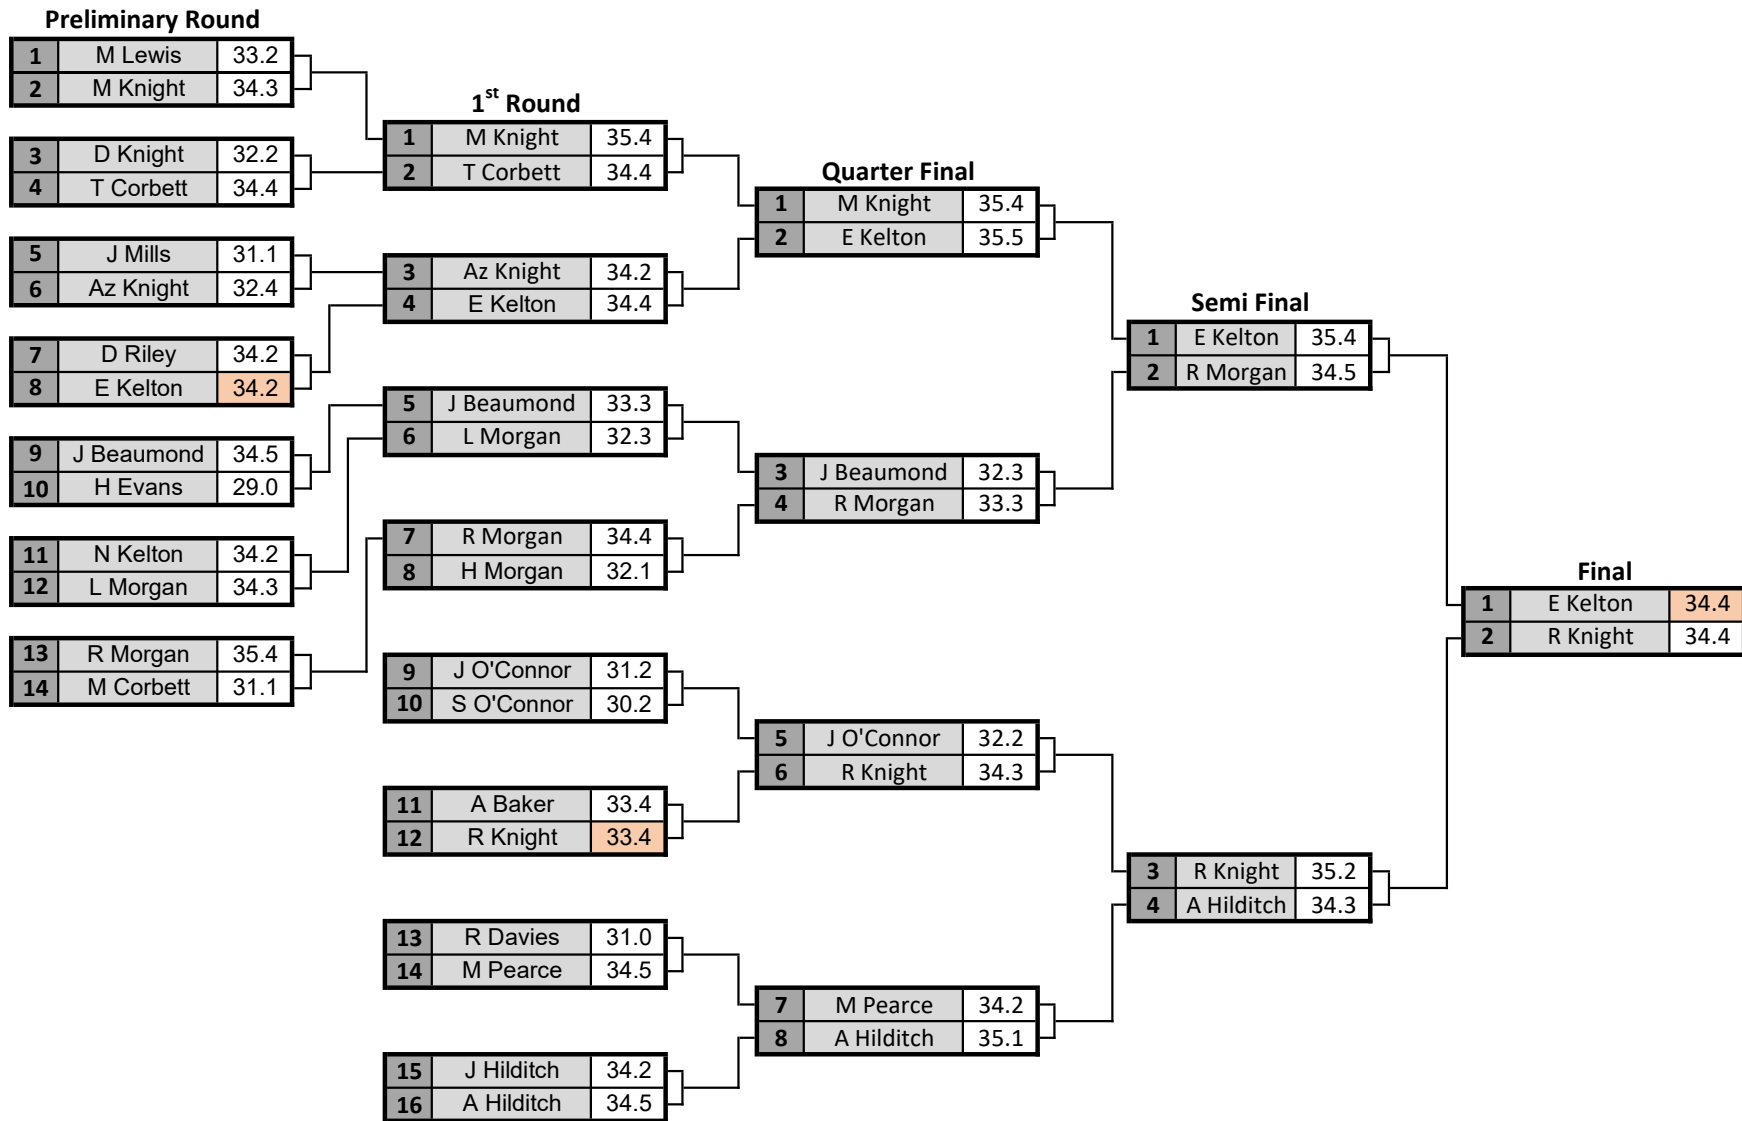 Preliminary Round
1 M Lewis 33.2
2 M Knight 34.3
3 D Knight 32.2
4 T Corbett 34.4
5 J Mills 31.1
6 Az Knight 32.4
7 D Riley 34.2
8 E Kelton 34.2
9 J Beaumond 34.5
10 H Evans 29.0
11 N Kelton 34.2
12 L Morgan 34.3
13 R Morgan 35.4
14 M Corbett 31.1
1st Round
1 M Knight 35.4
2 T Corbett 34.4
3 Az Knight 34.2
4 E Kelton 34.4
5 J Beaumond 33.3
6 L Morgan 32.3
7 R Morgan 34.4
8 H Morgan 32.1
9 J O'Connor 31.2
10 S O'Connor 30.2
11 A Baker 33.4
12 R Knight 33.4
13 R Davies 31.0
14 M Pearce 34.5
15 J Hilditch 34.2
16 A Hilditch 34.5
Quarter Final
1 M Knight 35.4
2 E Kelton 35.5
3 J Beaumond 32.3
4 R Morgan 33.3
5 J O'Connor 32.2
6 R Knight 34.3
7 M Pearce 34.2
8 A Hilditch 35.1
Semi Final
1 E Kelton 35.4
2 R Morgan 34.5
3 R Knight 35.2
4 A Hilditch 34.3
Final
1 E Kelton 34.4
2 R Knight 34.4